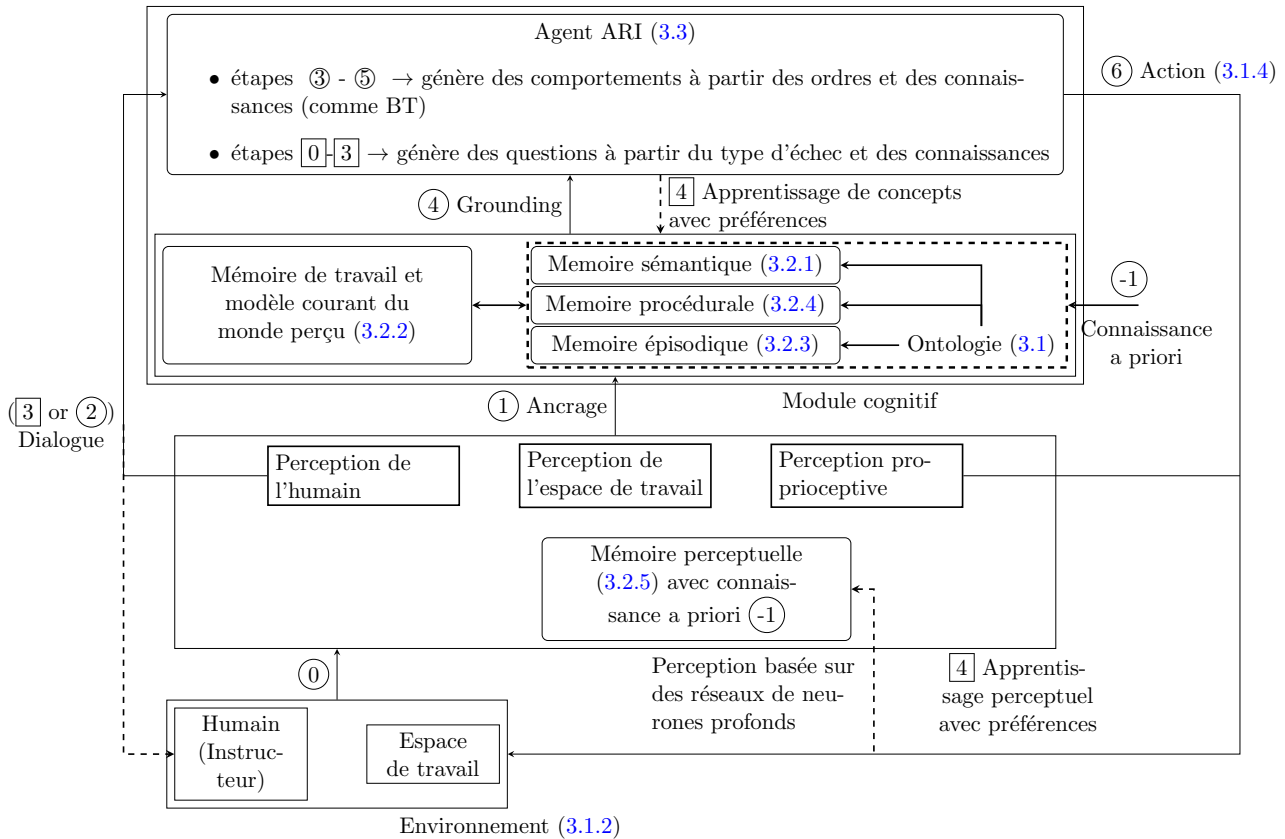 Agent ARI (3.3)
• étapes ③ - ⑤ → génère des comportements à partir des ordres et des connais-
sances (comme BT)
• étapes 0-3 → génère des questions à partir du type d'échec et des connaissances
⑥ Action (3.1.4)
④ Grounding
4 Apprentissage de concepts
avec préférences
Mémoire de travail et
modèle courant du
monde perçu (3.2.2)
Memoire sémantique (3.2.1)
Memoire procédurale (3.2.4)
Memoire épisodique (3.2.3)
Ontologie (3.1)
-1
Connaissance
a priori
(3 or ②)
Dialogue
① Ancrage
Module cognitif
Perception de
l'humain
Perception de
l'espace de travail
Perception pro-
prioceptive
Mémoire perceptuelle
(3.2.5) avec connais-
sance a priori -1
⓪
Perception basée sur
des réseaux de neu-
rones profonds
4 Apprentis-
sage perceptuel
avec préférences
Humain
(Instruc-
teur)
Espace
de travail
Environnement (3.1.2)